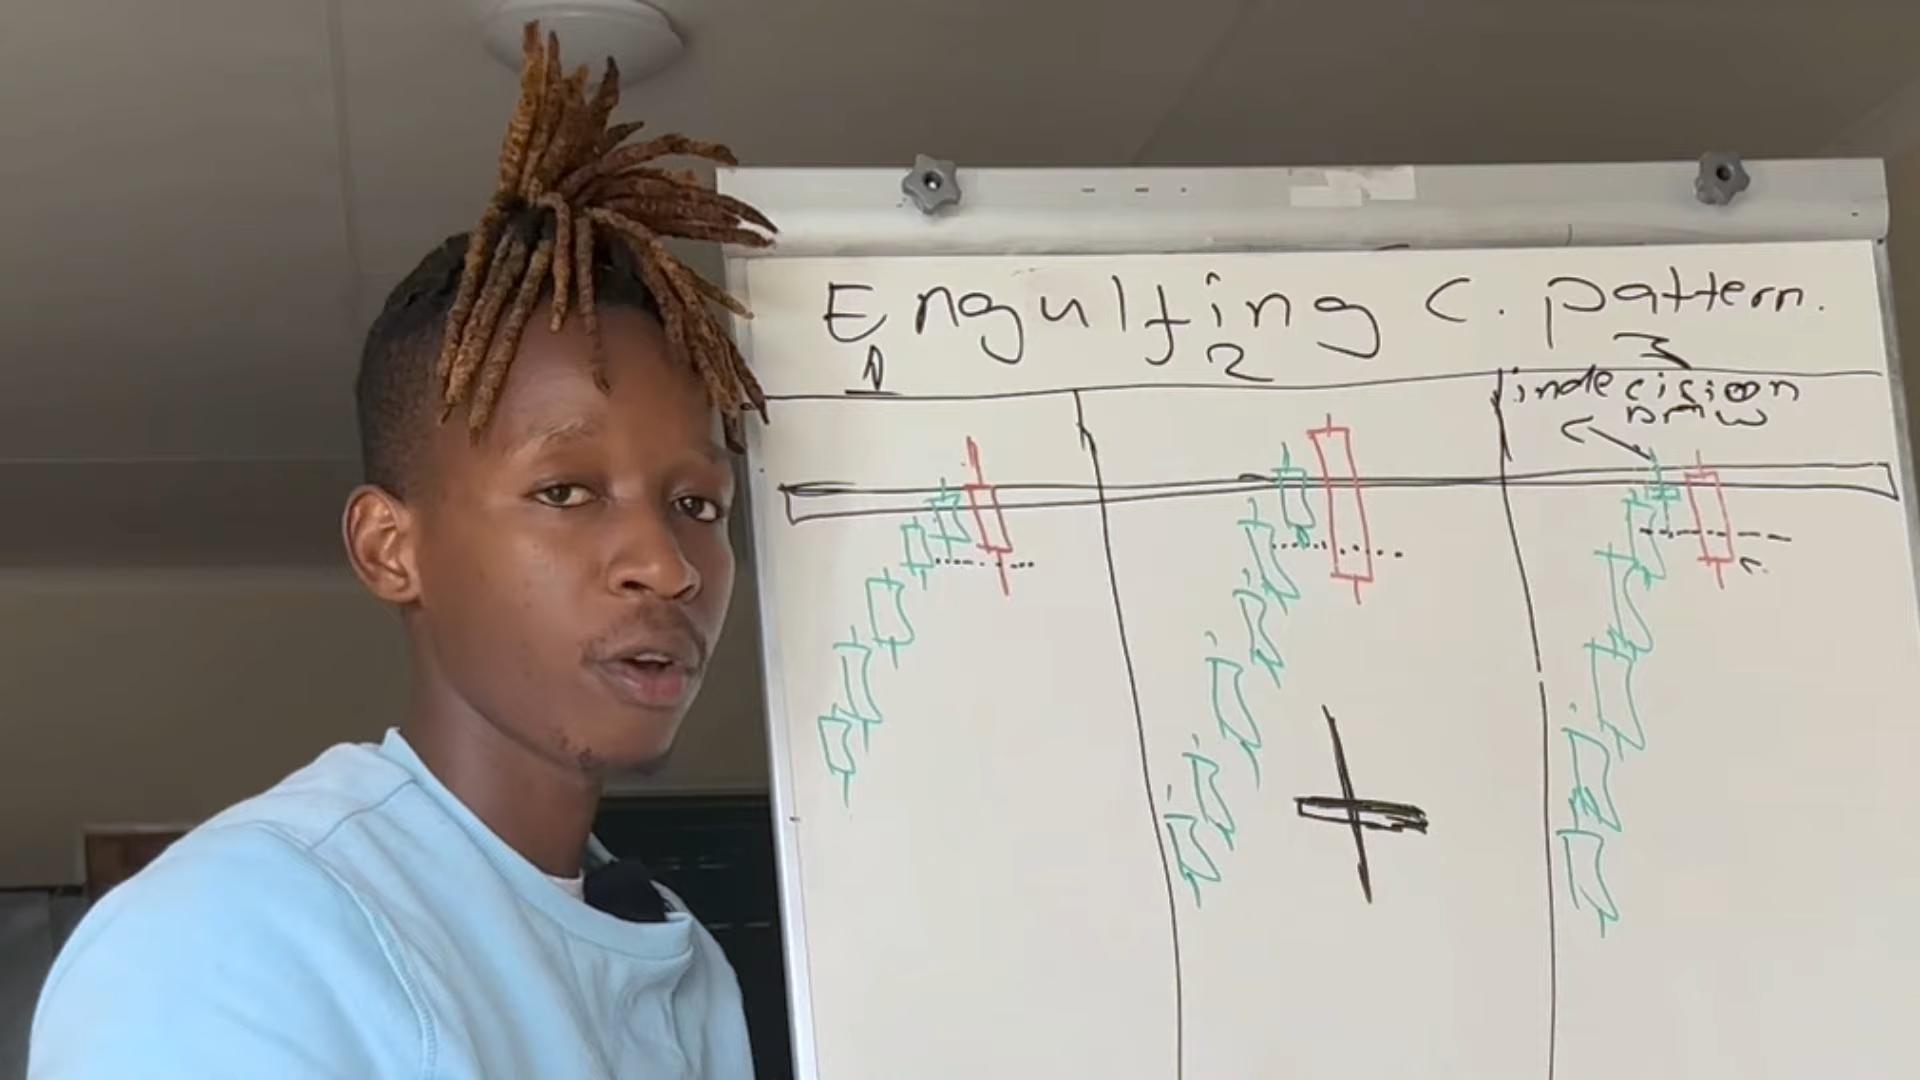 Engulfing C. pattern.
1 2 3
indecision